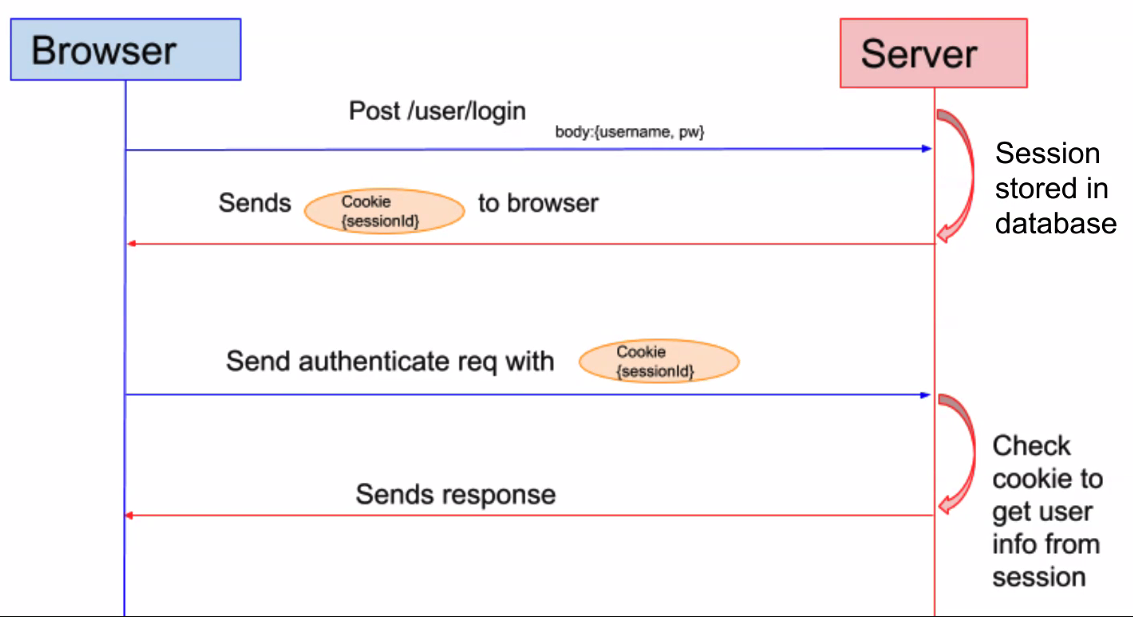 Browser
Server
Post /user/login
body:{username, pw}
Session
stored in
database
Sends
Cookie
{sessionId}
to browser
Send authenticate req with
Cookie
{sessionId}
Check
cookie to
get user
info from
session
Sends response